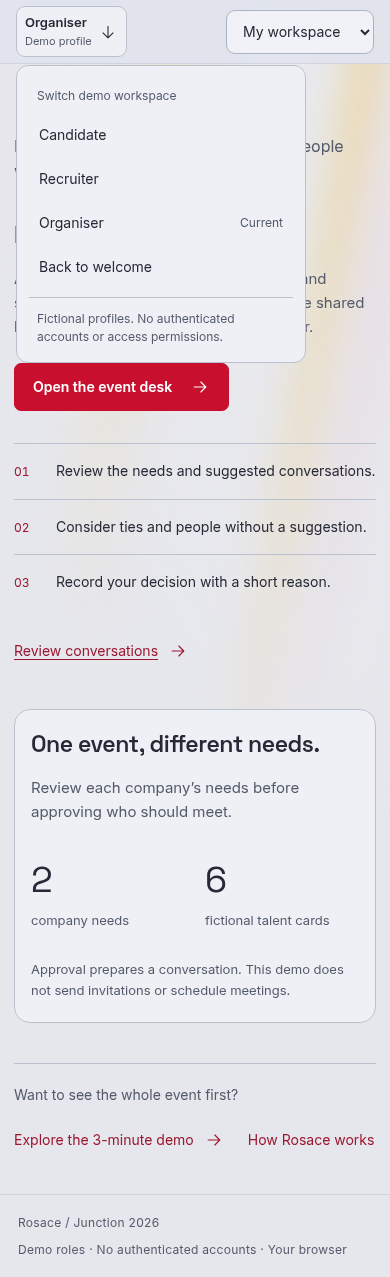 Organiser
Demo profile
My workspace
Switch demo workspace
Candidate
Recruiter
Organiser Current
Back to welcome
Fictional profiles. No authenticated
accounts or access permissions.
Open the event desk
01 Review the needs and suggested conversations.
02 Consider ties and people without a suggestion.
03 Record your decision with a short reason.
Review conversations
One event, different needs.
Review each company’s needs before
approving who should meet.
2 6
company needs fictional talent cards
Approval prepares a conversation. This demo does
not send invitations or schedule meetings.
Want to see the whole event first?
Explore the 3-minute demo How Rosace works
Rosace / Junction 2026
Demo roles · No authenticated accounts · Your browser